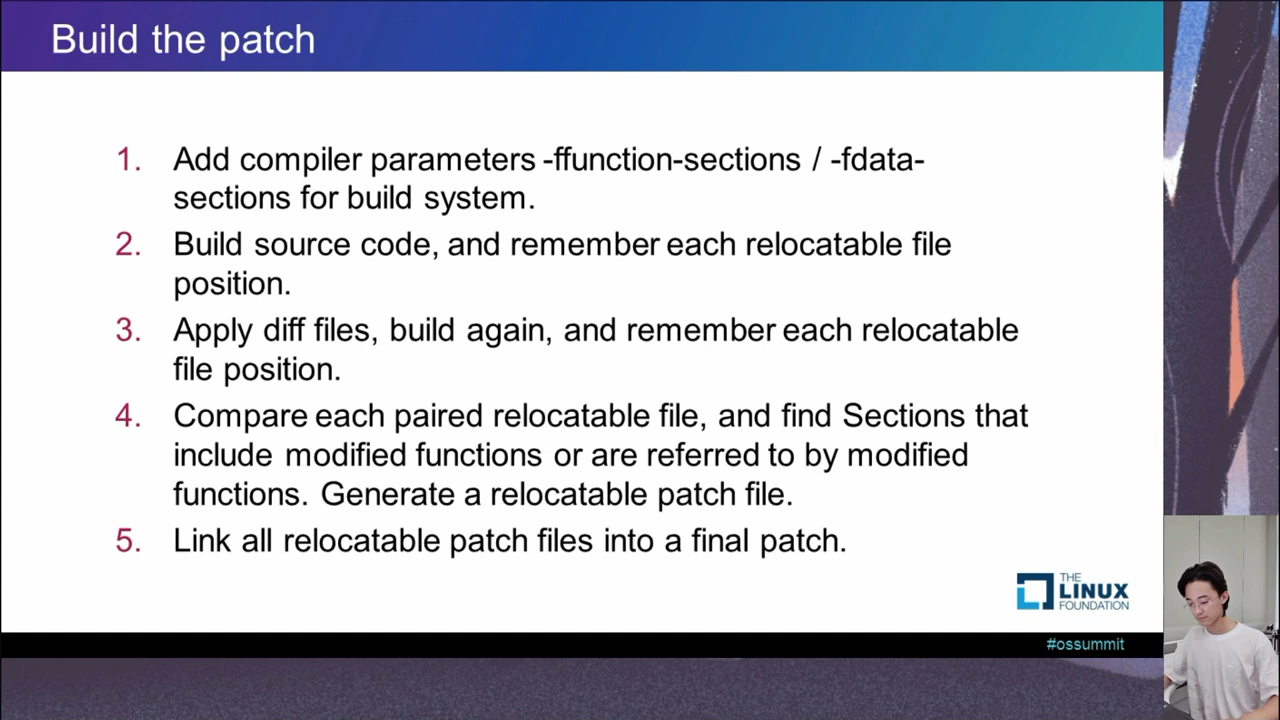 Build the patch
1. Add compiler parameters -ffunction-sections / -fdata-
sections for build system.
2. Build source code, and remember each relocatable file
position.
3. Apply diff files, build again, and remember each relocatable
file position.
4. Compare each paired relocatable file, and find Sections that
include modified functions or are referred to by modified
functions. Generate a relocatable patch file.
5. Link all relocatable patch files into a final patch.
THE
LINUX
FOUNDATION
#ossummit